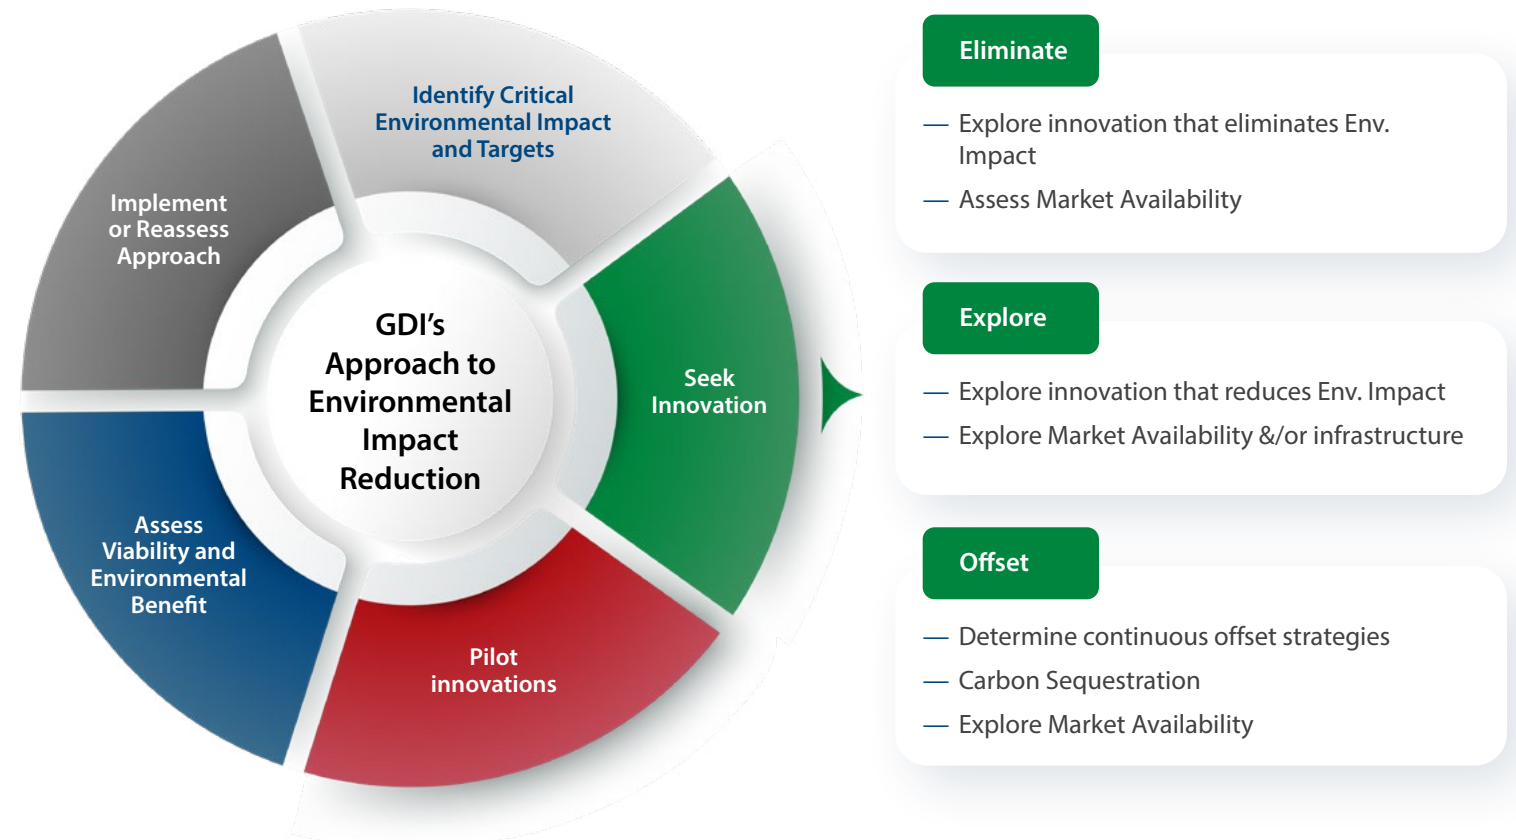 Identify Critical
Environmental Impact
and Targets
Implement
or Reassess
Approach
GDI’s
Approach to
Environmental
Impact
Reduction
Seek
Innovation
Assess
Viability and
Environmental
Benefit
Pilot
innovations
Eliminate
— Explore innovation that eliminates Env.
Impact
— Assess Market Availability
Explore
— Explore innovation that reduces Env. Impact
— Explore Market Availability &/or infrastructure
Offset
— Determine continuous offset strategies
— Carbon Sequestration
— Explore Market Availability